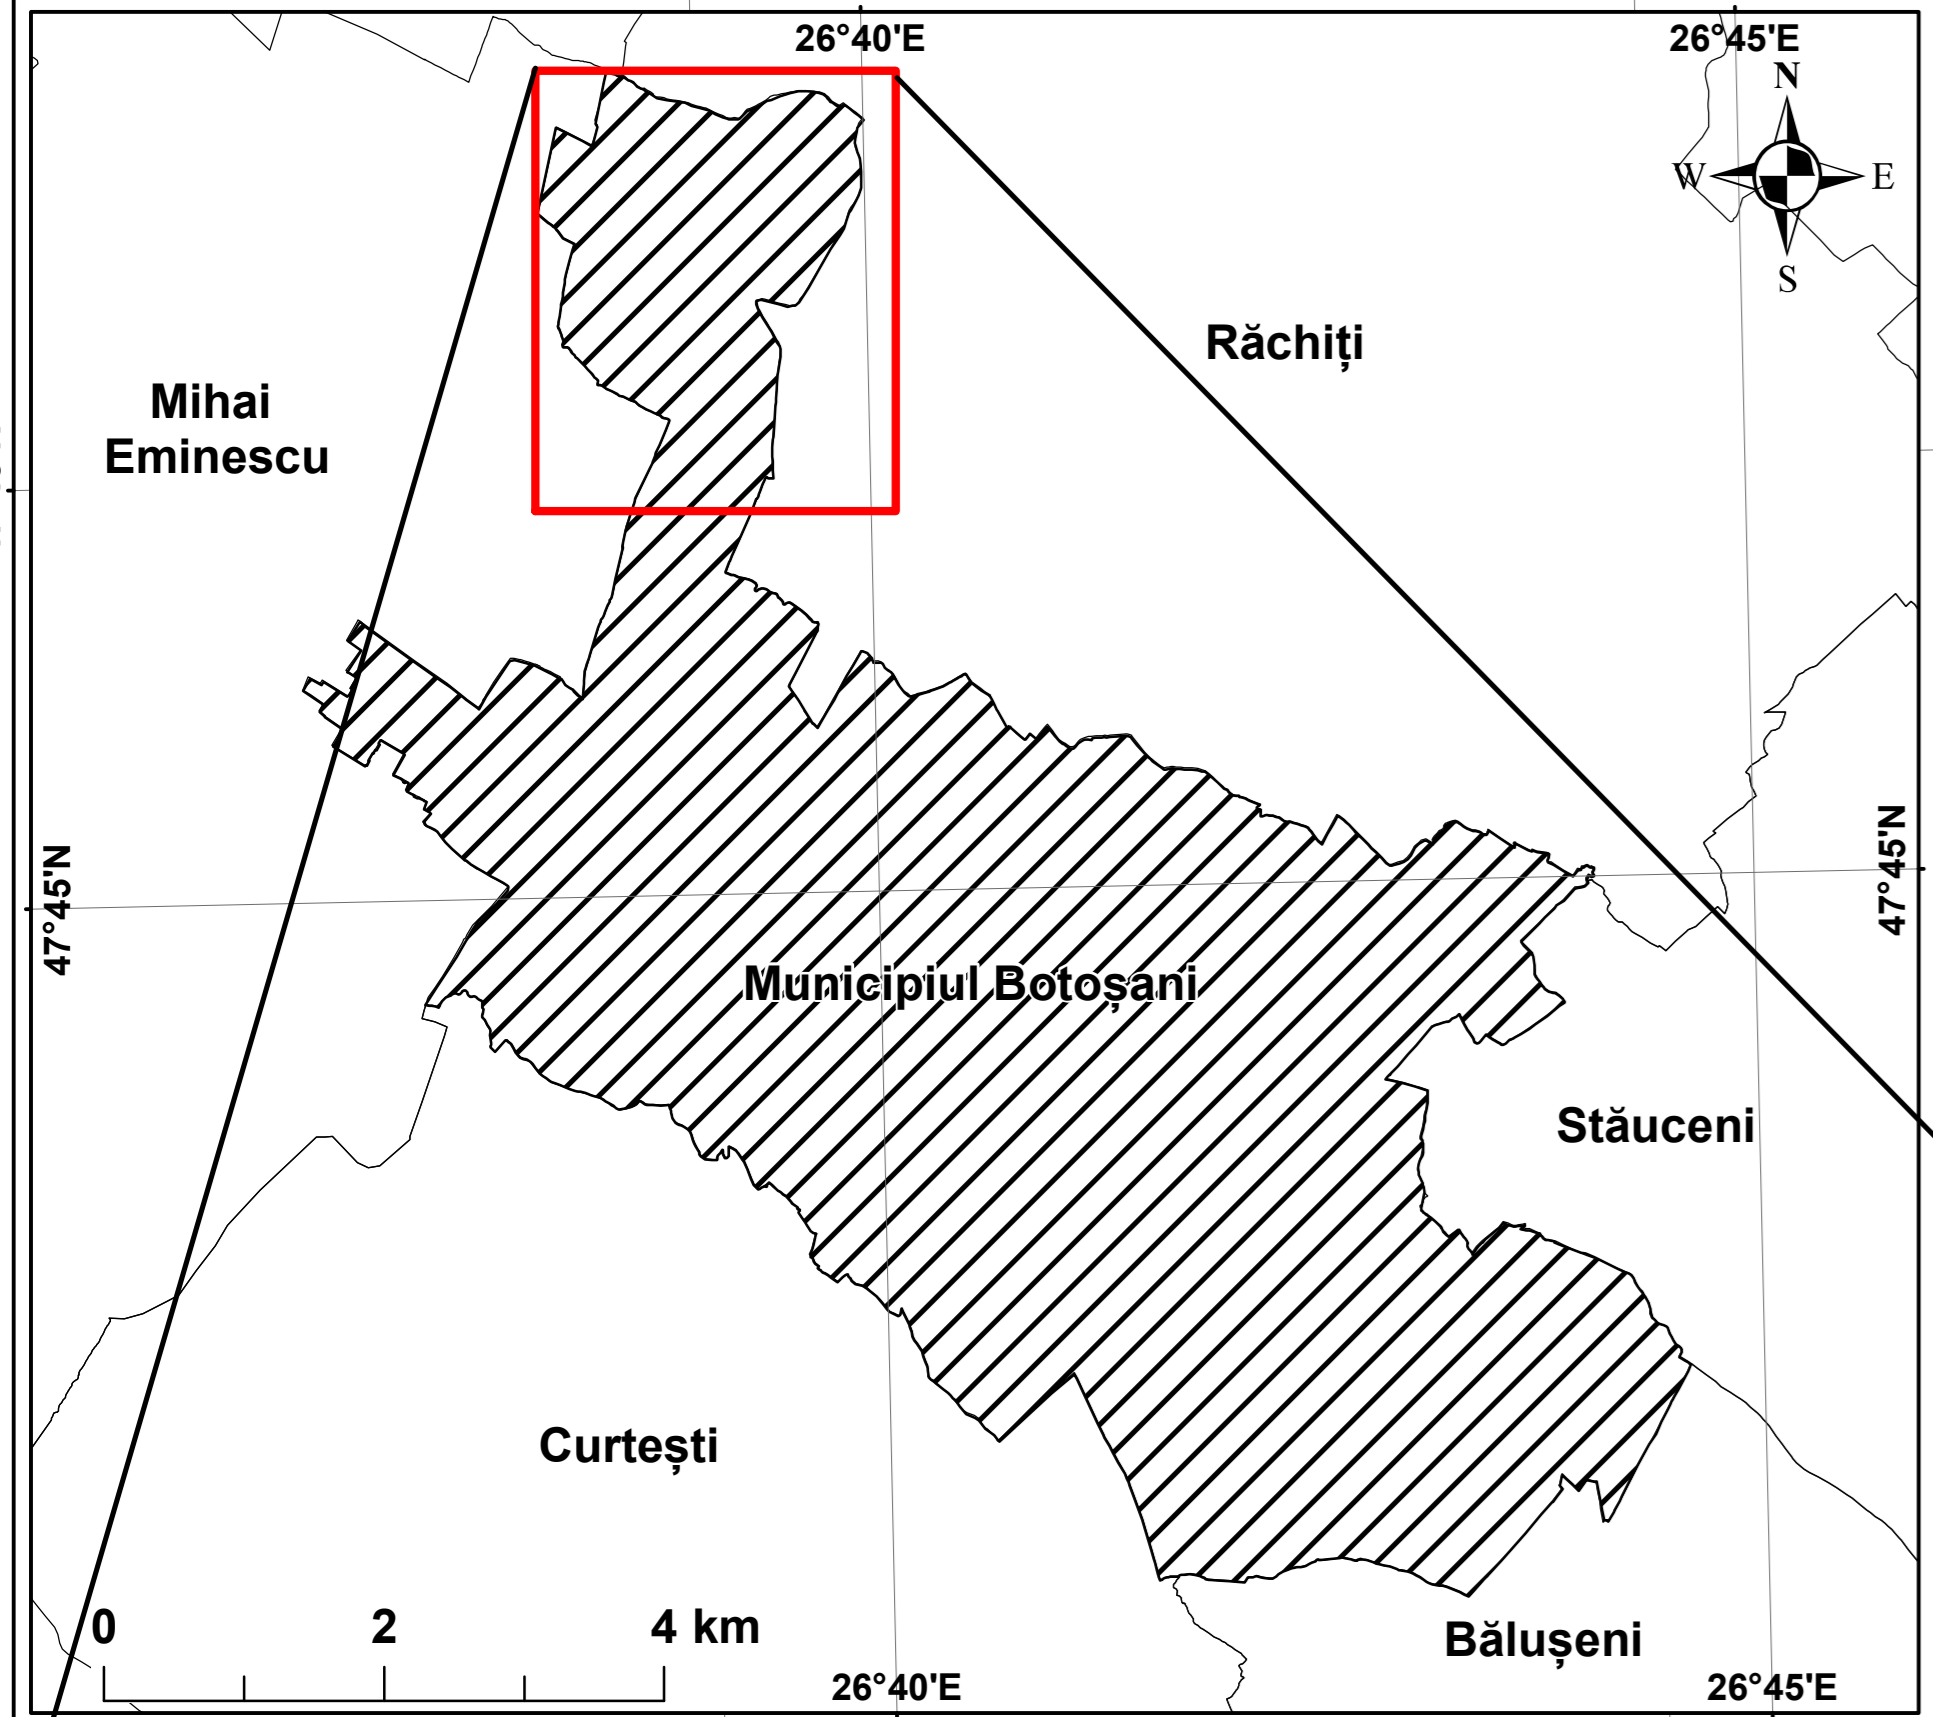 26°40'E
26°45'E
N
W
E
S
Răchiți
Mihai
Eminescu
47°45'N
47°45'N
Municipiul Botoșani
Stăuceni
Curtești
0
2
4 km
Bălușeni
26°40'E
26°45'E